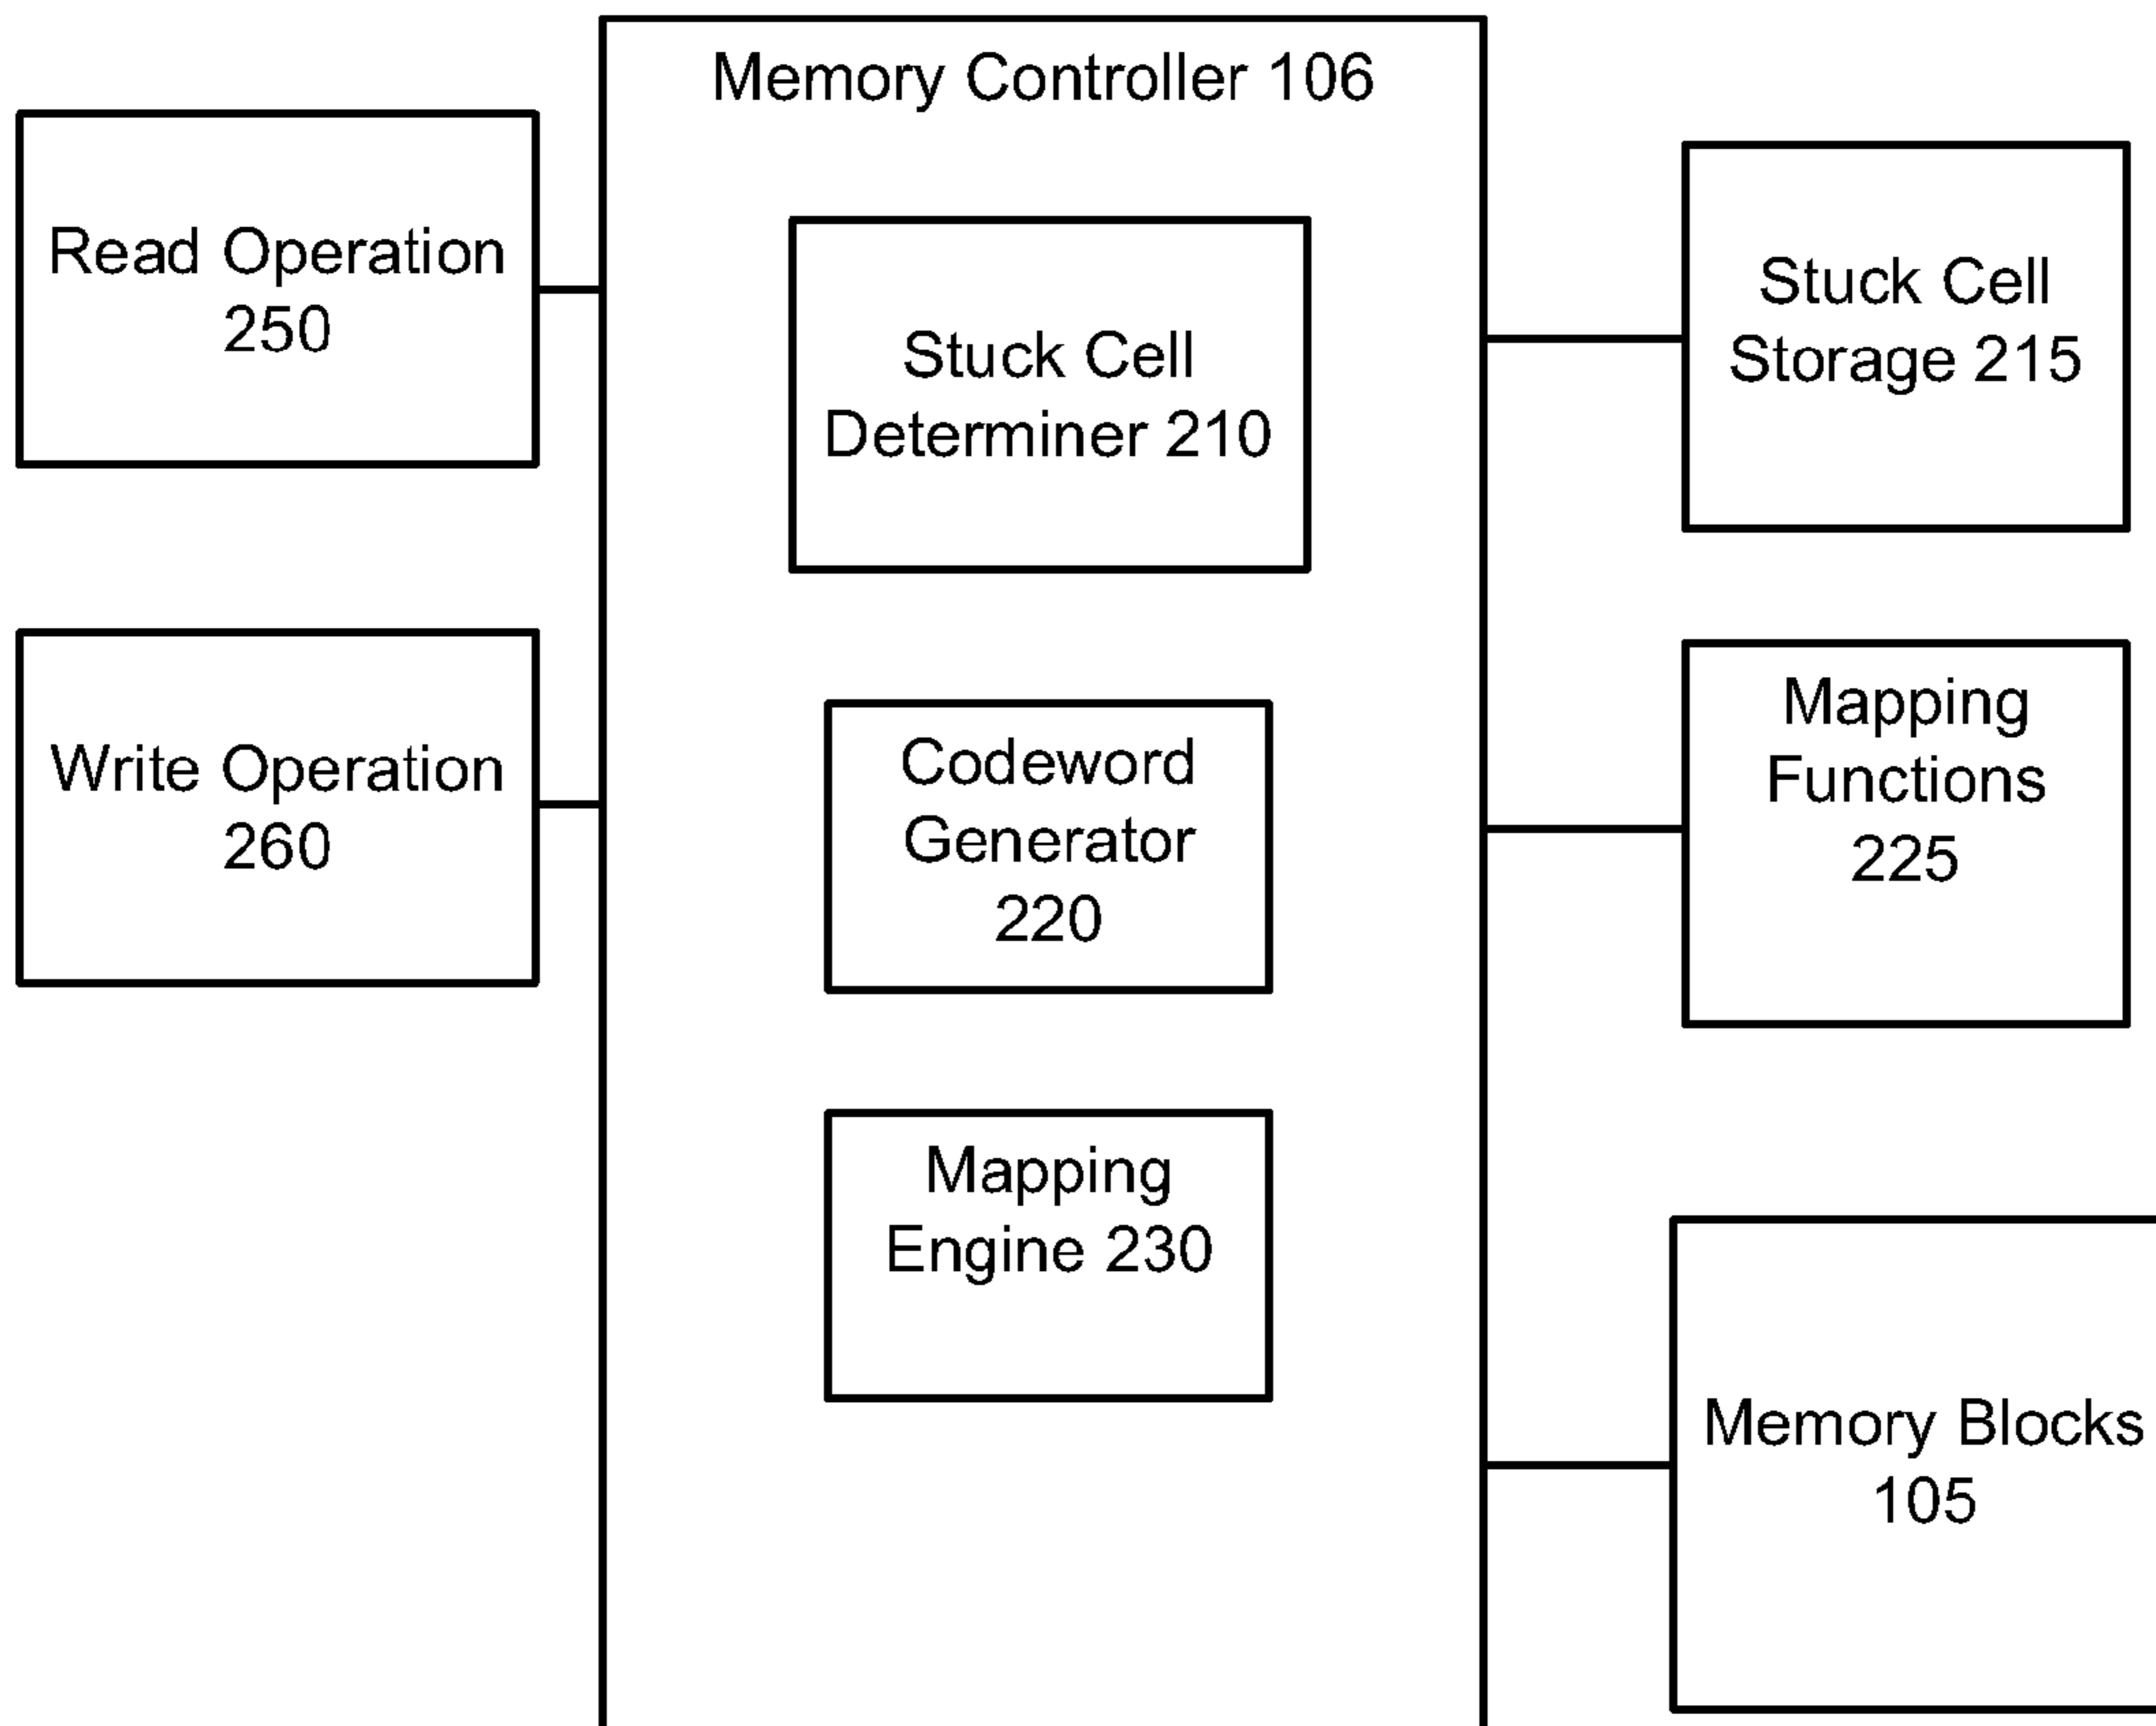 Memory Controller 106
Read Operation
250
Write Operation
260
Stuck Cell
Determiner 210
Codeword
Generator
220
Mapping
Engine 230
Stuck Cell
Storage 215
Mapping
Functions
225
Memory Blocks
105